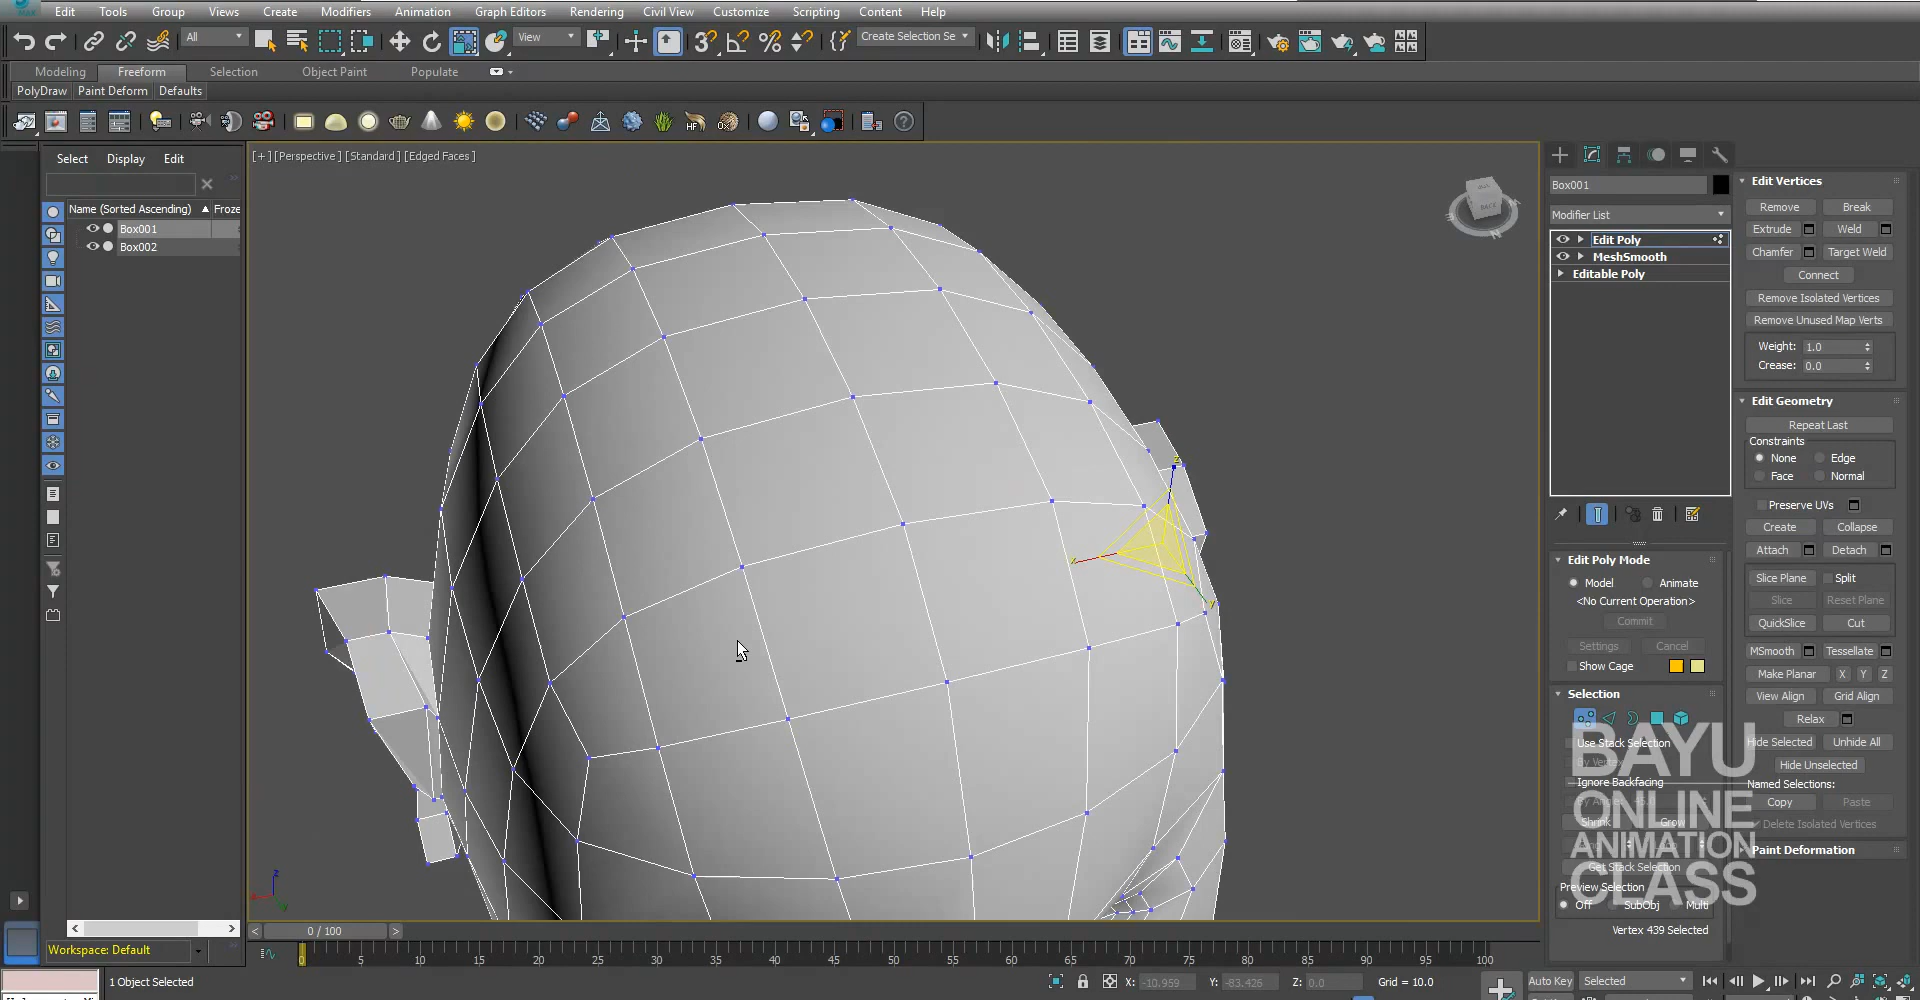 Edit Tools Group Views Create Modifiers Animation Graph Editors Rendering Civil View Customize Scripting Content Help
All View Create Selection Se
Modeling Freeform Selection Object Paint Populate
PolyDraw Paint Deform Defaults
Select Display Edit
Name (Sorted Ascending) Froze
Box001
Box002
[+] [Perspective] [Standard] [Edged Faces]
Box001
Modifier List
Edit Poly
MeshSmooth
Editable Poly
Edit Poly Mode
Model Animate
<No Current Operation>
Commit
Settings Cancel
Show Cage
Selection
Use Stack Selection
By Vertex
Ignore Backfacing
By Angle:
Shrink Grow
Get Stack Selection
Preview Selection
Off SubObj Multi
Vertex 439 Selected
Edit Vertices
Remove Break
Extrude Weld
Chamfer Target Weld
Connect
Remove Isolated Vertices
Remove Unused Map Verts
Weight: 1.0
Crease: 0.0
Edit Geometry
Repeat Last
Constraints
None Edge
Face Normal
Preserve UVs
Create Collapse
Attach Detach
Slice Plane Split
Slice Reset Plane
QuickSlice Cut
MSmooth Tessellate
Make Planar X Y Z
View Align Grid Align
Relax
Hide Selected Unhide All
Hide Unselected
Named Selections:
Copy Paste
Delete Isolated Vertices
Paint Deformation
BAYU
ONLINE
ANIMATION
CLASS
0 / 100
Workspace: Default
0 5 10 15 20 25 30 35 40 45 50 55 60 65 70 75 80 85 90 95 100
1 Object Selected
X: -10.959 Y: -83.426 Z: 0.0 Grid = 10.0
Auto Key Selected